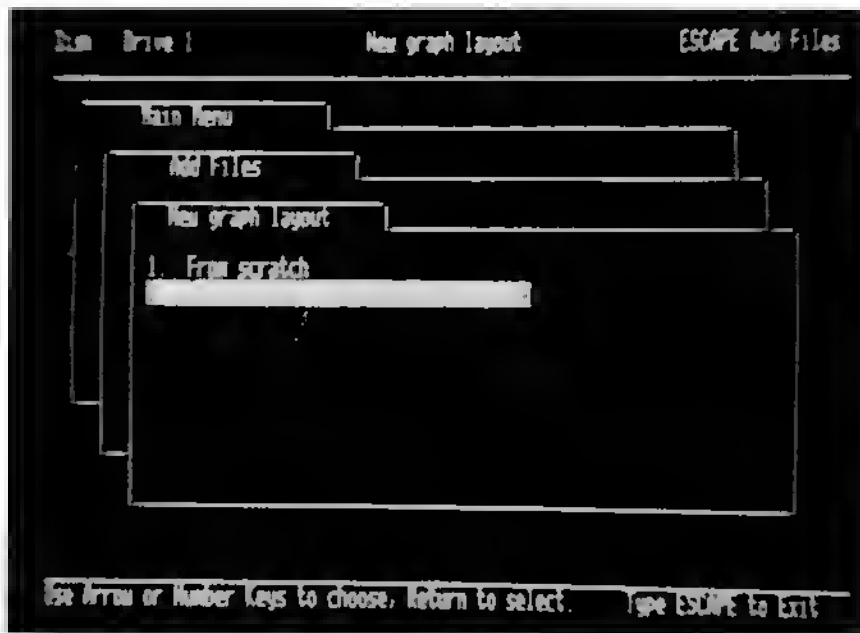 Disk Drive 1 New graph layout ESCAPE Add Files
Main Menu
Add Files
New graph layout
1. From scratch
Use Arrow or Number Keys to choose, Return to select. Type ESCAPE to Exit